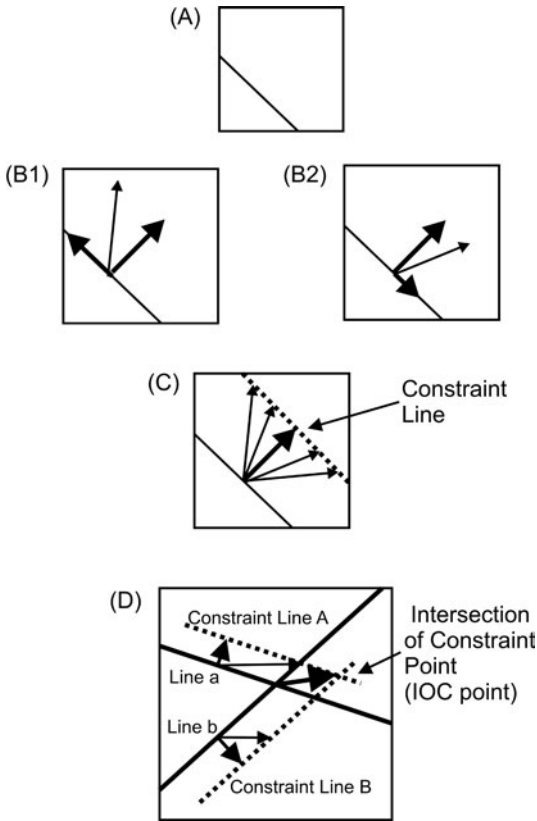 (A)
(B1)
(B2)
(C)
Constraint
Line
(D)
Constraint Line A
Intersection
of Constraint
Point
(IOC point)
Line a
Line b
Constraint Line B